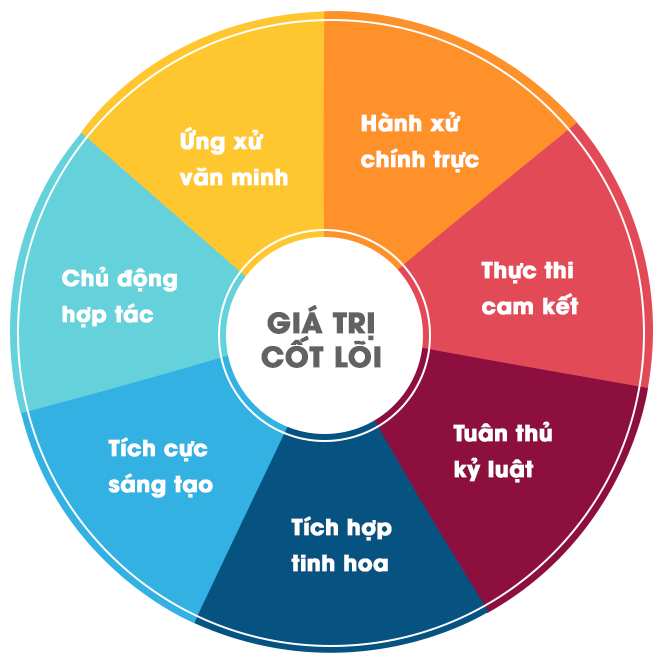 Ứng xử
văn minh
Hành xử
chính trực
Chủ động
hợp tác
Thực thi
cam kết
GIÁ TRỊ
CỐT LÕI
Tích cực
sáng tạo
Tuân thủ
kỷ luật
Tích hợp
tinh hoa